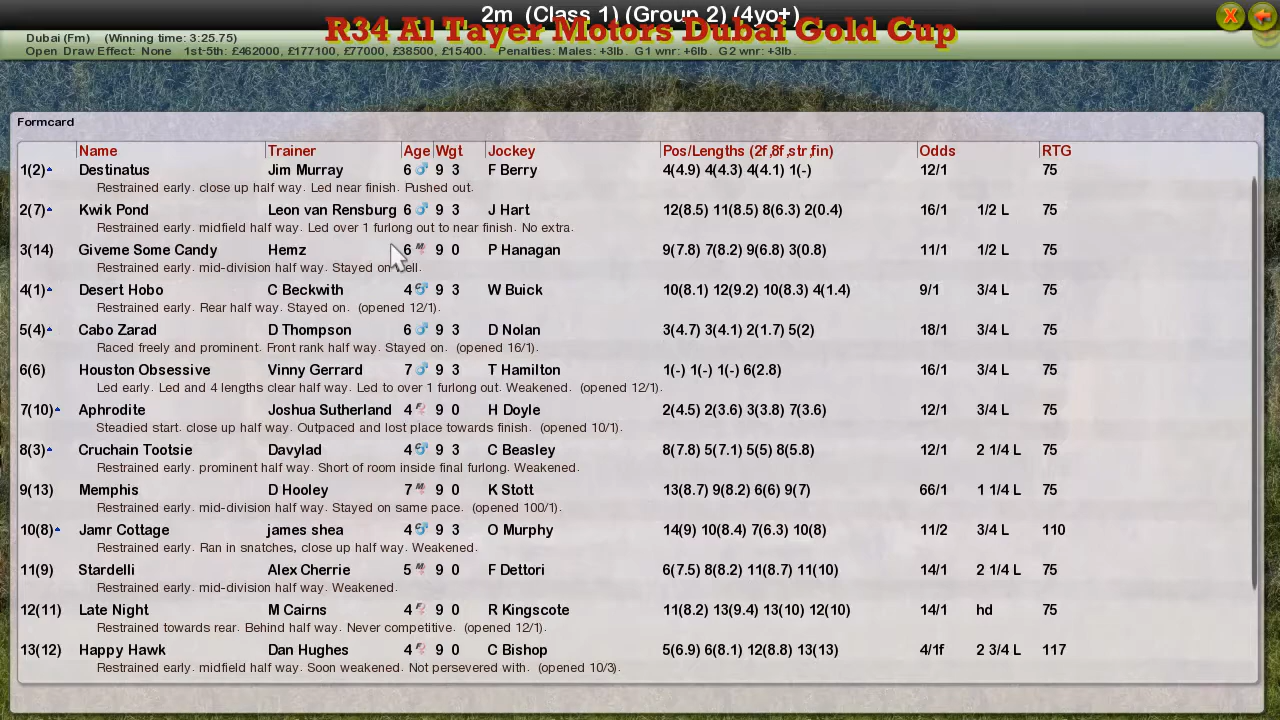 2m (Class 1) (Group 2) (4yo+)
R34 Al Tayer Motors Dubai Gold Cup
Dubai (Fm) (Winning time: 3:25.75)
Open Draw Effect: None 1st-5th: £462000, £177100, £77000, £38500, £15400. Penalties: Males: +3lb. G1 wnr: +6lb. G2 wnr: +3lb.
Formcard
Name Trainer Age Wgt Jockey Pos/Lengths (2f,8f,str,fin) Odds RTG
1(2) Destinatus Jim Murray 6 9 3 F Berry 4(4.9) 4(4.3) 4(4.1) 1(-) 12/1 75
Restrained early. close up half way. Led near finish. Pushed out.
2(7) Kwik Pond Leon van Rensburg 6 9 3 J Hart 12(8.5) 11(8.5) 8(6.3) 2(0.4) 16/1 1/2 L 75
Restrained early. midfield half way. Led over 1 furlong out to near finish. No extra.
3(14) Giveme Some Candy Hemz 6 9 0 P Hanagan 9(7.8) 7(8.2) 9(6.8) 3(0.8) 11/1 1/2 L 75
Restrained early. mid-division half way. Stayed on well.
4(1) Desert Hobo C Beckwith 4 9 3 W Buick 10(8.1) 12(9.2) 10(8.3) 4(1.4) 9/1 3/4 L 75
Restrained early. Rear half way. Stayed on. (opened 12/1).
5(4) Cabo Zarad D Thompson 6 9 3 D Nolan 3(4.7) 3(4.1) 2(1.7) 5(2) 18/1 3/4 L 75
Raced freely and prominent. Front rank half way. Stayed on. (opened 16/1).
6(6) Houston Obsessive Vinny Gerrard 7 9 3 T Hamilton 1(-) 1(-) 1(-) 6(2.8) 16/1 3/4 L 75
Led early. Led and 4 lengths clear half way. Led to over 1 furlong out. Weakened. (opened 12/1).
7(10) Aphrodite Joshua Sutherland 4 9 0 H Doyle 2(4.5) 2(3.6) 3(3.8) 7(3.6) 12/1 3/4 L 75
Steadied start. close up half way. Outpaced and lost place towards finish. (opened 10/1).
8(3) Cruchain Tootsie Davylad 4 9 3 C Beasley 8(7.8) 5(7.1) 5(5) 8(5.8) 12/1 2 1/4 L 75
Restrained early. prominent half way. Short of room inside final furlong. Weakened.
9(13) Memphis D Hooley 7 9 0 K Stott 13(8.7) 9(8.2) 6(6) 9(7) 66/1 1 1/4 L 75
Restrained early. mid-division half way. Stayed on same pace. (opened 100/1).
10(8) Jamr Cottage james shea 4 9 3 O Murphy 14(9) 10(8.4) 7(6.3) 10(8) 11/2 3/4 L 110
Restrained early. Ran in snatches, close up half way. Weakened.
11(9) Stardelli Alex Cherrie 5 9 0 F Dettori 6(7.5) 8(8.2) 11(8.7) 11(10) 14/1 2 1/4 L 75
Restrained early. mid-division half way. Weakened.
12(11) Late Night M Cairns 4 9 0 R Kingscote 11(8.2) 13(9.4) 13(10) 12(10) 14/1 hd 75
Restrained towards rear. Behind half way. Never competitive. (opened 12/1).
13(12) Happy Hawk Dan Hughes 4 9 0 C Bishop 5(6.9) 6(8.1) 12(8.8) 13(13) 4/1f 2 3/4 L 117
Restrained early. midfield half way. Soon weakened. Not persevered with. (opened 10/3).